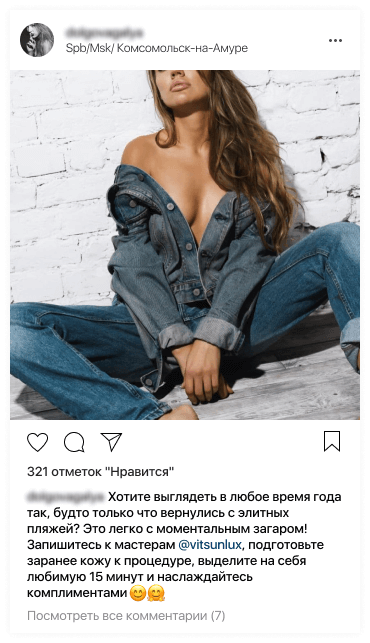 Spb/Msk/ Комсомольск-на-Амуре
321 отметок "Нравится"
Хотите выглядеть в любое время года
так, будто только что вернулись с элитных
пляжей? Это легко с моментальным загаром!
Запишитесь к мастерам @vitsunlux, подготовьте
заранее кожу к процедуре, выделите на себя
любимую 15 минут и наслаждайтесь
комплиментами😊🤗
Посмотреть все комментарии (7)